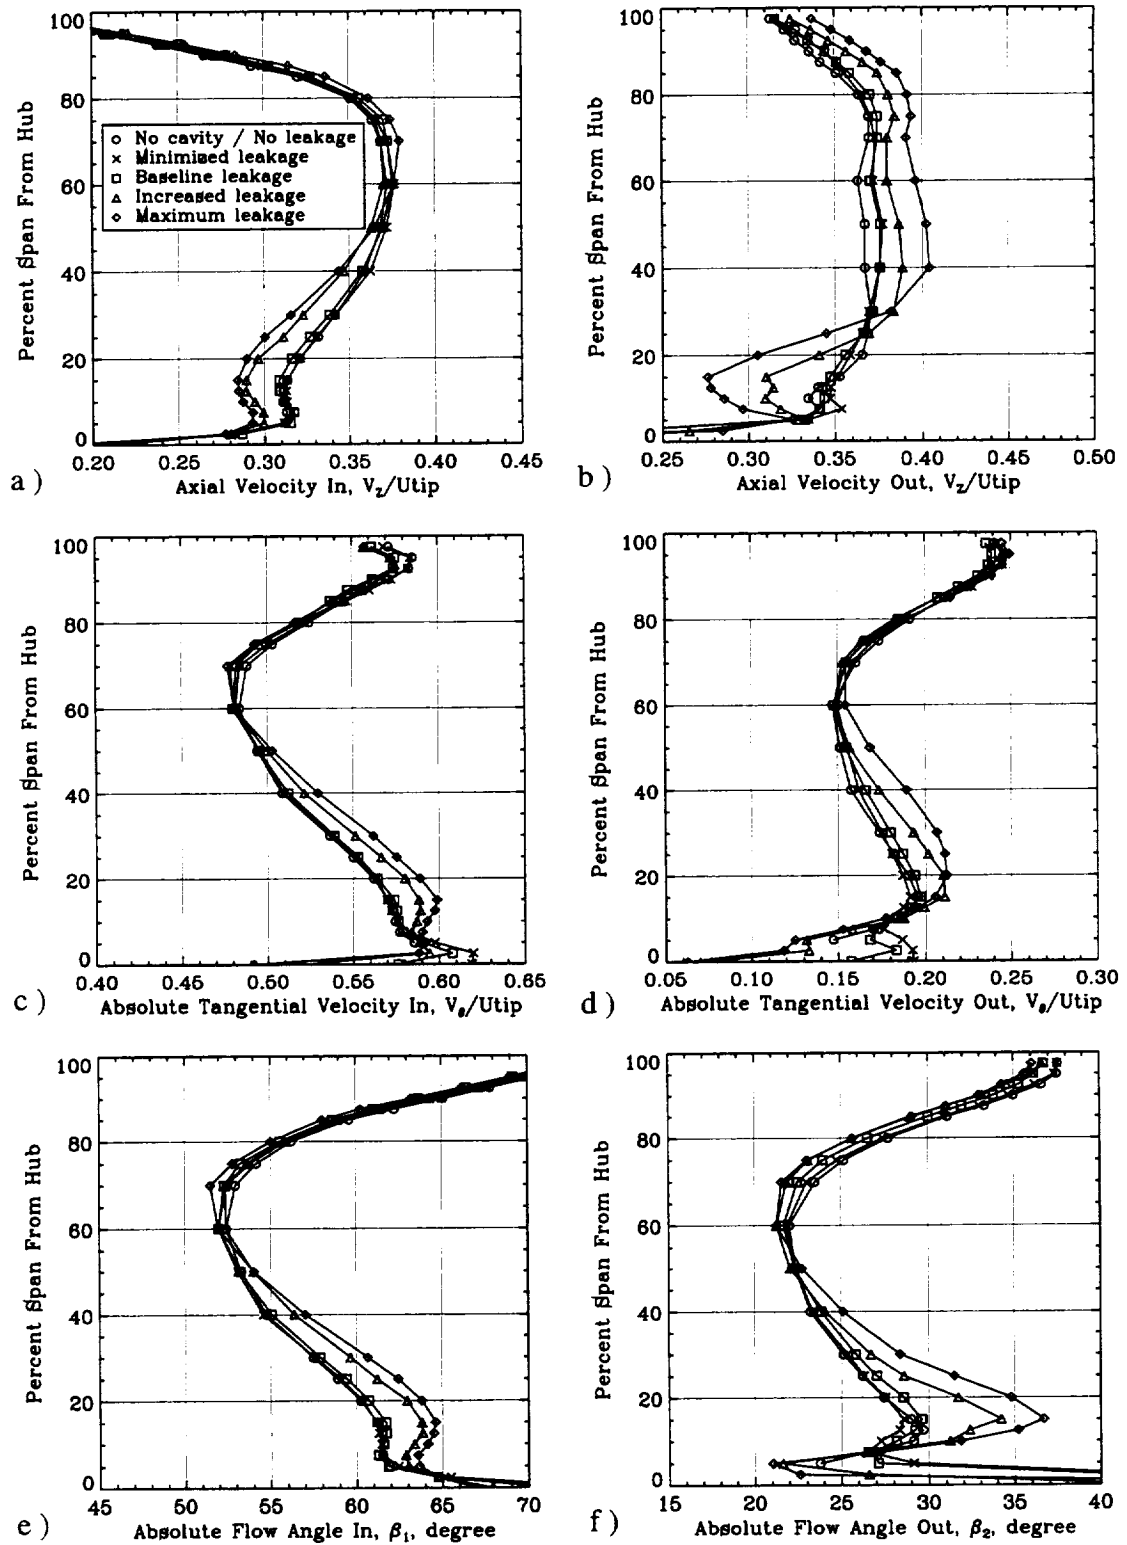 100
80
60
40
20
0
Percent Span From Hub
No cavity / No leakage
Minimized leakage
Baseline leakage
Increased leakage
Maximum leakage
0.20 0.25 0.30 0.35 0.40 0.45
a) Axial Velocity In, Vz/Utip
100
80
60
40
20
0
Percent Span From Hub
0.25 0.30 0.35 0.40 0.45 0.50
b) Axial Velocity Out, Vz/Utip
100
80
60
40
20
0
Percent Span From Hub
0.40 0.45 0.50 0.55 0.60 0.65
c) Absolute Tangential Velocity In, Vθ/Utip
100
80
60
40
20
0
Percent Span From Hub
0.05 0.10 0.15 0.20 0.25 0.30
d) Absolute Tangential Velocity Out, Vθ/Utip
100
80
60
40
20
0
Percent Span From Hub
45 50 55 60 65 70
e) Absolute Flow Angle In, β₁, degree
100
80
60
40
20
0
Percent Span From Hub
15 20 25 30 35 40
f) Absolute Flow Angle Out, β₂, degree